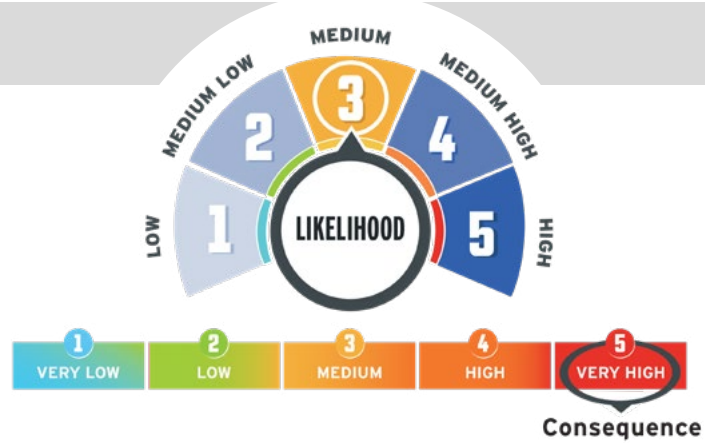 MEDIUM
MEDIUM LOW
MEDIUM HIGH
3
2
4
LOW
1
LIKELIHOOD
5
HIGH
1
2
3
4
5
VERY LOW
LOW
MEDIUM
HIGH
VERY HIGH
Consequence